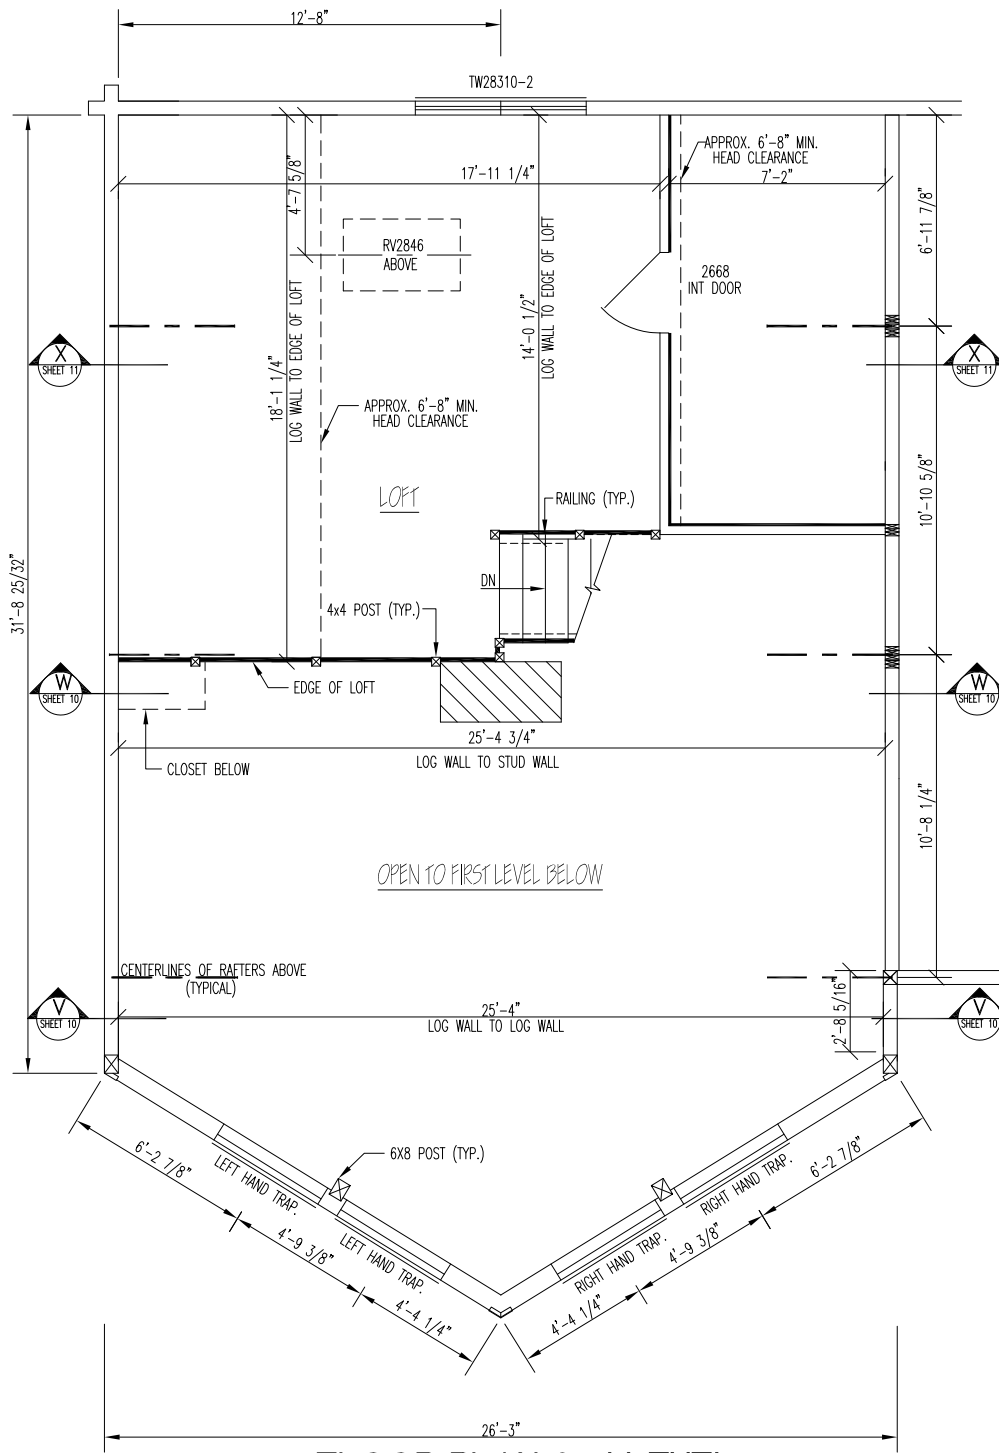 12'-8"
TW28310-2
APPROX. 6'-8" MIN.
HEAD CLEARANCE
17'-11 1/4"
7'-2"
4'-7 5/8"
6'-11 7/8"
RV2846
ABOVE
2668
INT DOOR
18'-1 1/4"
LOG WALL TO EDGE OF LOFT
14'-0 1/2"
LOG WALL TO EDGE OF LOFT
X
SHEET 11
X
SHEET 11
APPROX. 6'-8" MIN.
HEAD CLEARANCE
LOFT
RAILING (TYP.)
10'-10 5/8"
31'-8 25/32"
DN
4x4 POST (TYP.)
W
SHEET 10
EDGE OF LOFT
W
SHEET 10
25'-4 3/4"
LOG WALL TO STUD WALL
CLOSET BELOW
10'-8 1/4"
OPEN TO FIRST LEVEL BELOW
CENTERLINES OF RAFTERS ABOVE
(TYPICAL)
V
SHEET 10
25'-4"
LOG WALL TO LOG WALL
2'-8 5/16"
V
SHEET 10
6'-2 7/8"
LEFT HAND TRAP.
6X8 POST (TYP.)
RIGHT HAND TRAP.
6'-2 7/8"
4'-9 3/8"
LEFT HAND TRAP.
RIGHT HAND TRAP.
4'-9 3/8"
4'-4 1/4"
4'-4 1/4"
26'-3"